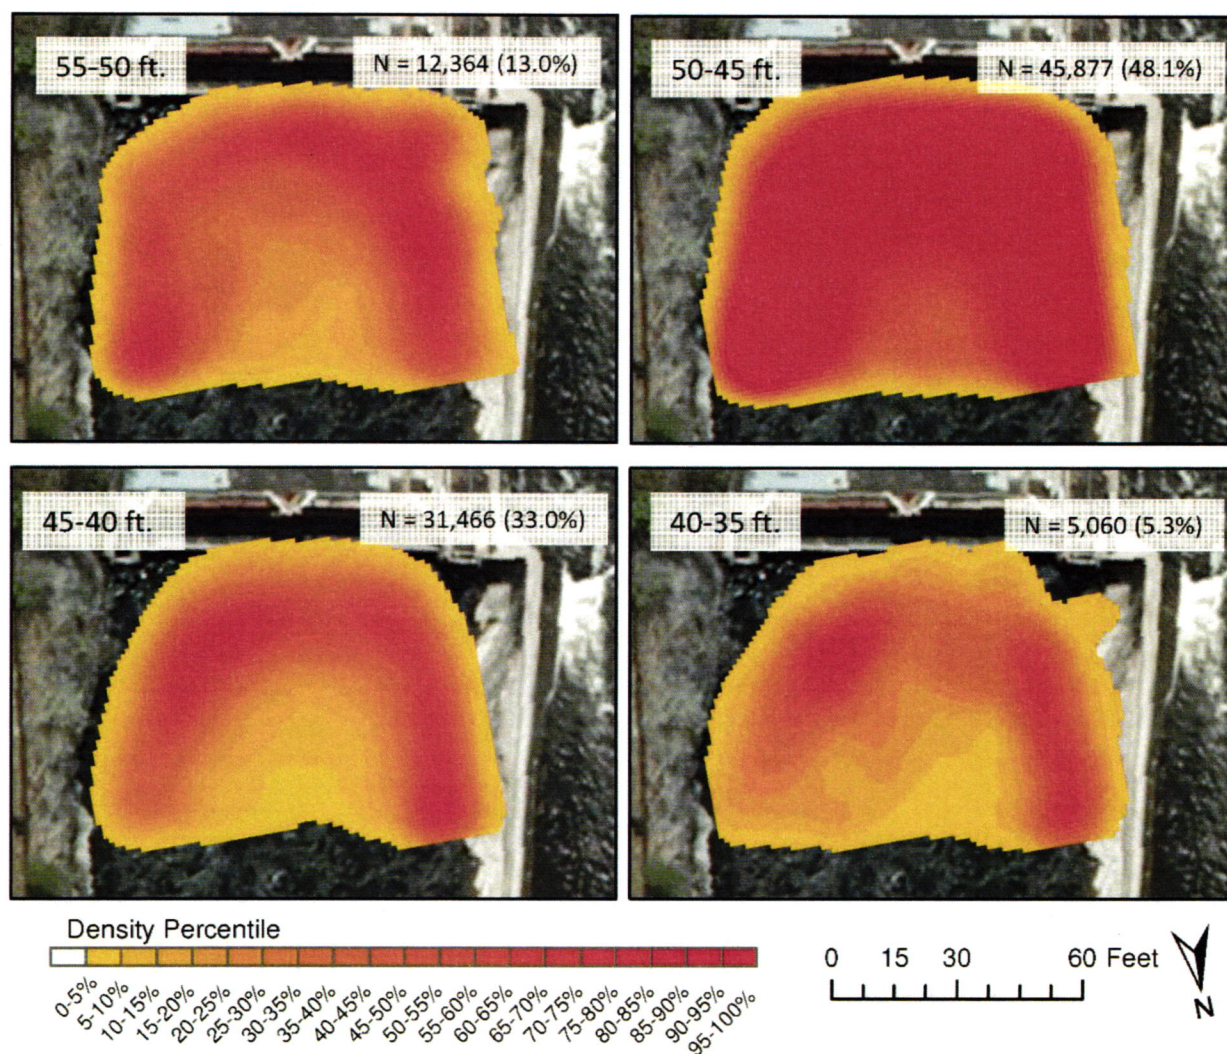 55-50 ft.
N = 12,364 (13.0%)
50-45 ft.
N = 45,877 (48.1%)
45-40 ft.
N = 31,466 (33.0%)
40-35 ft.
N = 5,060 (5.3%)
Density Percentile
0-5%
5-10%
10-15%
15-20%
20-25%
25-30%
30-35%
35-40%
40-45%
45-50%
50-55%
55-60%
60-65%
65-70%
70-75%
75-80%
80-85%
85-90%
90-95%
95-100%
0 15 30 60 Feet
N